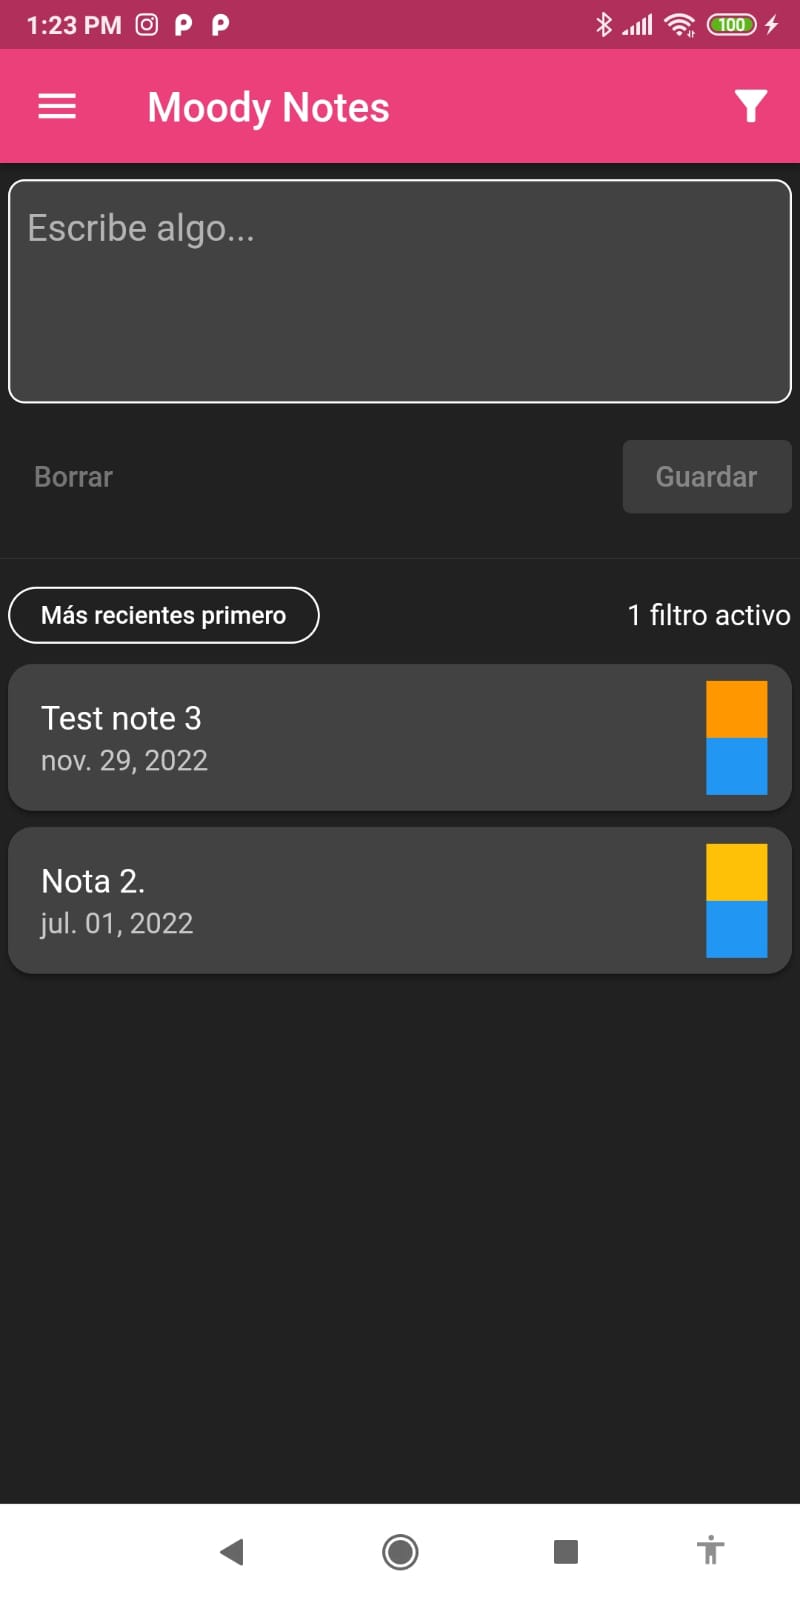 1:23 PM
100
Moody Notes
Escribe algo...
Borrar
Guardar
Más recientes primero
1 filtro activo
Test note 3
nov. 29, 2022
Nota 2.
jul. 01, 2022